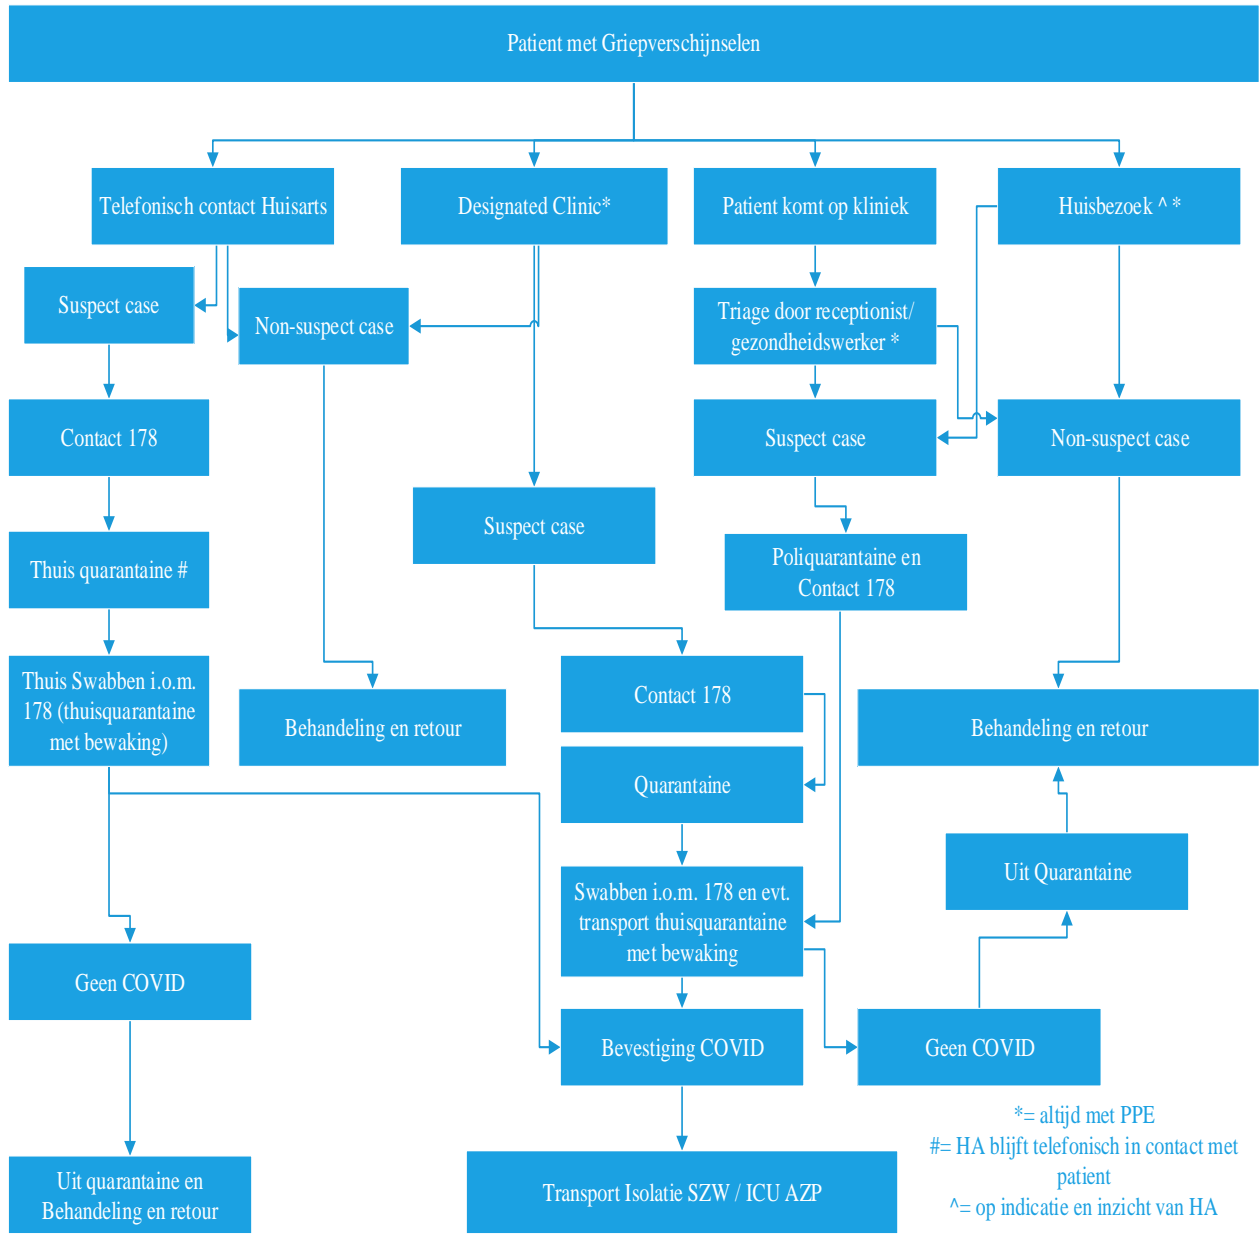 Patient met Griepverschijnselen
Telefonisch contact Huisarts
Designated Clinic*
Patient komt op kliniek
Huisbezoek ^ *
Suspect case
Non-suspect case
Triage door receptionist/
gezondheidswerker *
Contact 178
Suspect case
Non-suspect case
Suspect case
Thuis quarantaine #
Poliquarantaine en
Contact 178
Thuis Swabben i.o.m.
178 (thuisquarantaine
met bewaking)
Behandeling en retour
Contact 178
Behandeling en retour
Quarantaine
Uit Quarantaine
Swabben i.o.m. 178 en evt.
transport thuisquarantaine
met bewaking
Geen COVID
Bevestiging COVID
Geen COVID
Uit quarantaine en
Behandeling en retour
Transport Isolatie SZW / ICU AZP
*= altijd met PPE
#= HA blijft telefonisch in contact met
patient
^= op indicatie en inzicht van HA